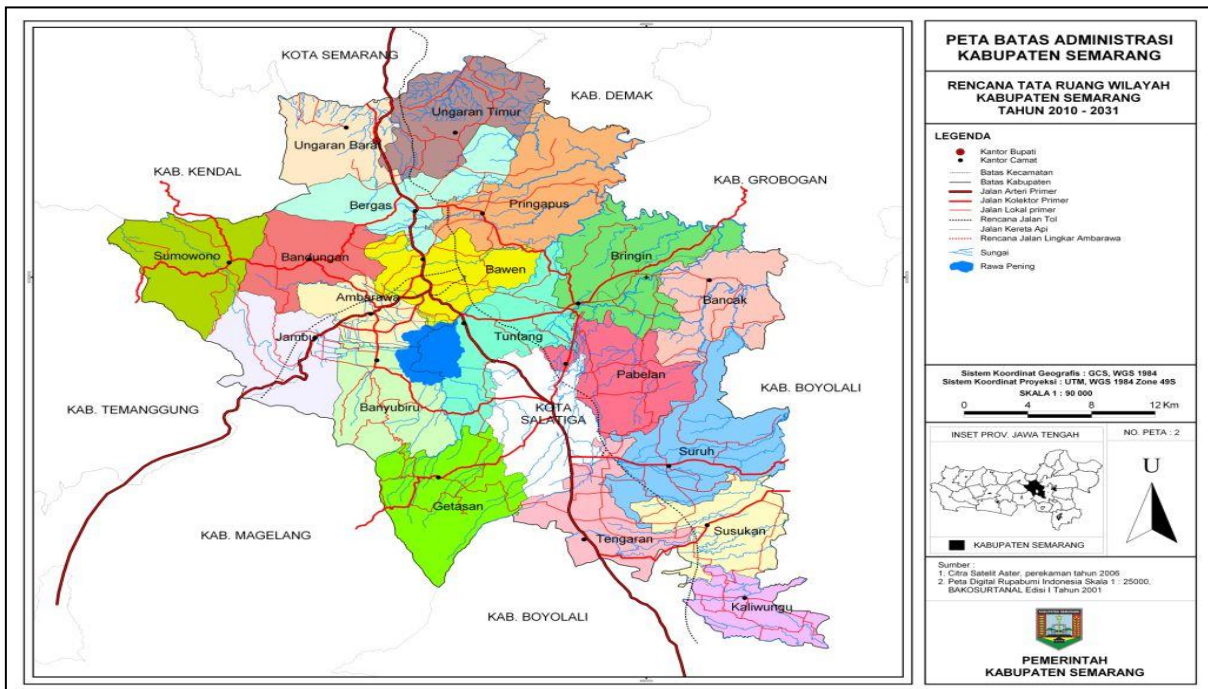 KOTA SEMARANG
KAB. DEMAK
Ungaran Timur
Ungaran Barat
KAB. KENDAL
KAB. GROBOGAN
Bergas
Pringapus
Sumowono
Bandungan
Bawen
Bringin
Ambarawa
Bancak
Jambu
Tuntang
Pabelan
KAB. BOYOLALI
KAB. TEMANGGUNG
Banyubiru
KOTA
SALATIGA
Suruh
Getasan
KAB. MAGELANG
Tengaran
Susukan
Kaliwungu
KAB. BOYOLALI
PETA BATAS ADMINISTRASI
KABUPATEN SEMARANG
RENCANA TATA RUANG WILAYAH
KABUPATEN SEMARANG
TAHUN 2010 - 2031
LEGENDA
Kantor Bupati
Kantor Camat
Batas Kecamatan
Batas Kabupaten
Jalan Arteri Primer
Jalan Kolektor Primer
Jalan Lokal primer
Rencana Jalan Tol
Jalan Kereta Api
Rencana Jalan Lingkar Ambarawa
Sungai
Rawa Pening
Sistem Koordinat Geografis : GCS, WGS 1984
Sistem Koordinat Proyeksi : UTM, WGS 1984 Zone 49S
SKALA 1 : 90 000
0 4 8 12 Km
INSET PROV. JAWA TENGAH
NO. PETA : 2
U
KABUPATEN SEMARANG
Sumber :
1. Citra Satelit Aster, perekaman tahun 2006
2. Peta Digital Rupabumi Indonesia Skala 1 : 25000,
BAKOSURTANAL Edisi I Tahun 2001
PEMERINTAH
KABUPATEN SEMARANG